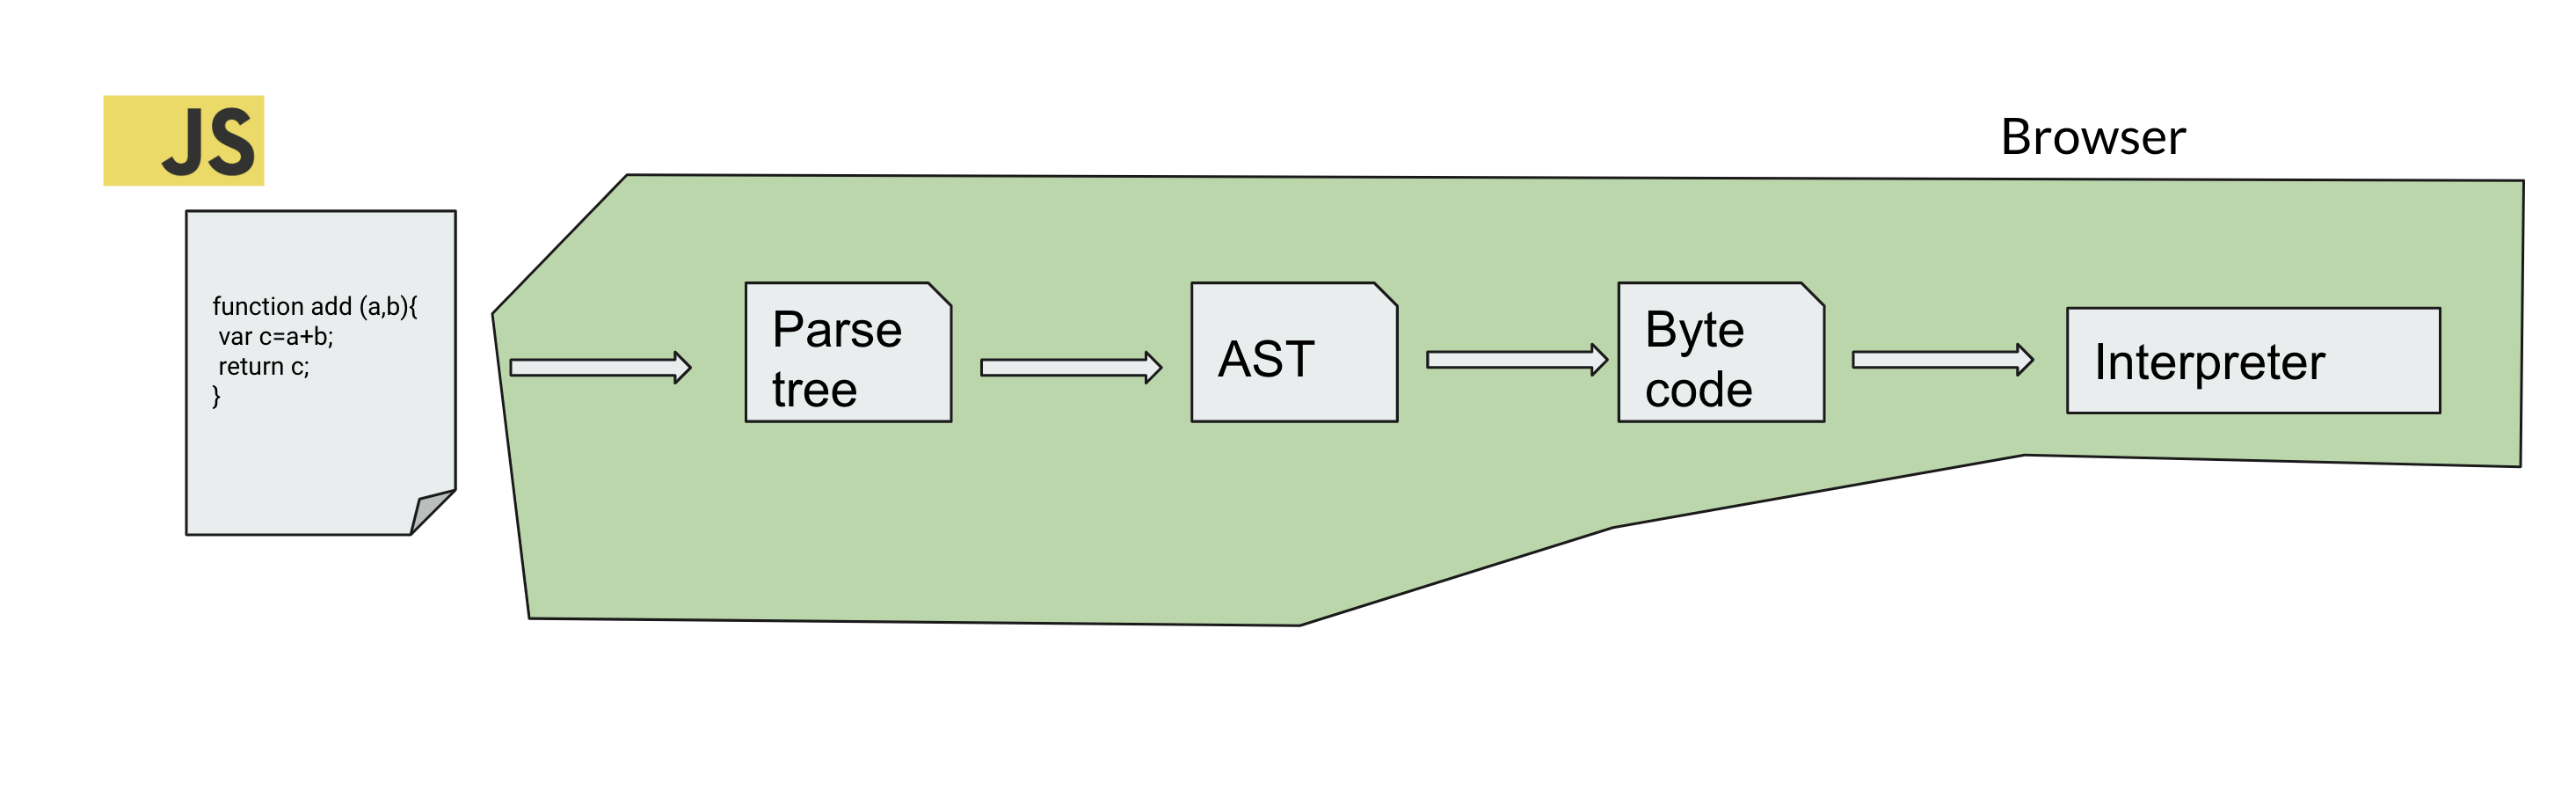 JS
Browser
function add (a,b){
 var c=a+b;
 return c;
}
Parse
tree
AST
Byte
code
Interpreter